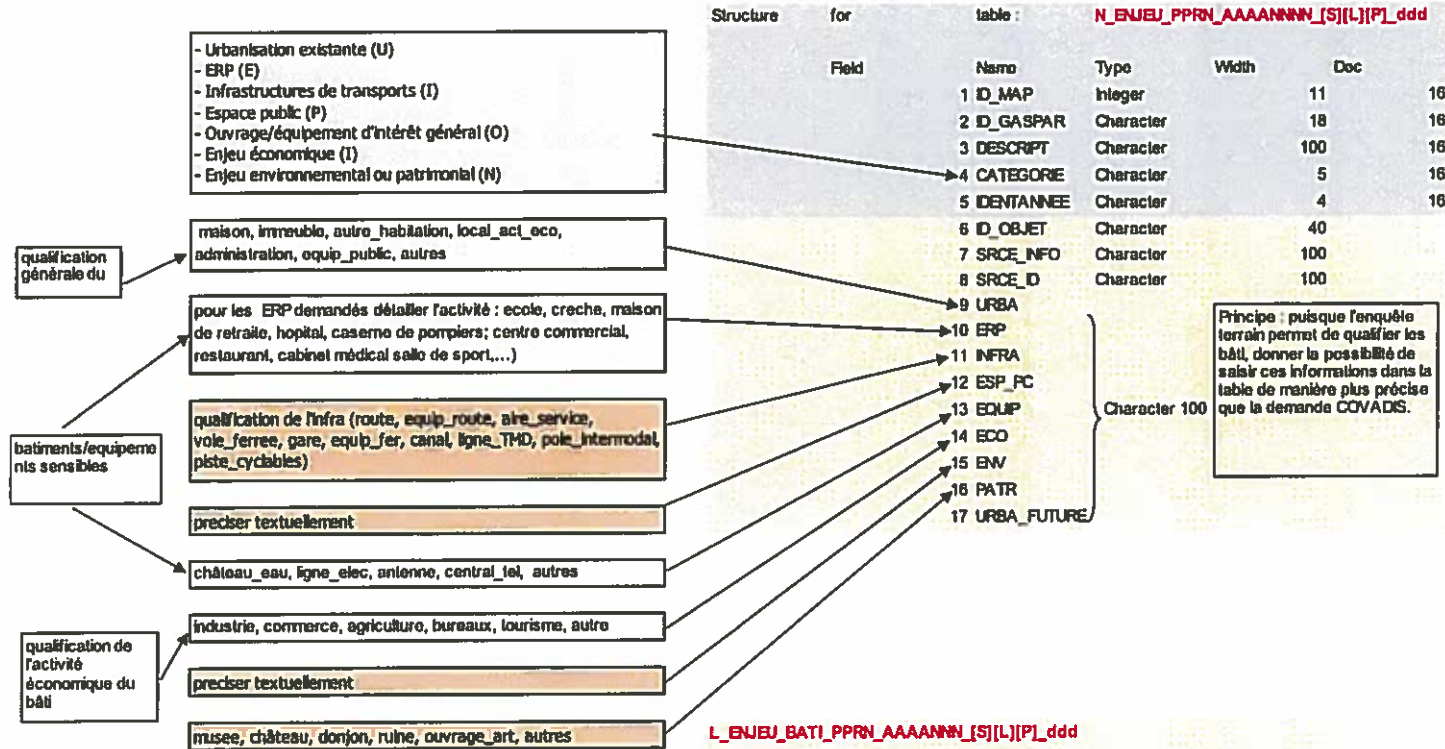 Structure for table : N_ENJEU_PPRN_AAAANNNN_[S][L][P]_ddd
Field Name Type Width Dec
1 ID_MAP Integer 11 16
2 ID_GASPAR Character 18 16
3 DESCRIPT Character 100 16
4 CATEGORIE Character 5 16
5 IDENTANNEE Character 4 16
6 ID_OBJET Character 40
7 SRCE_INFO Character 100
8 SRCE_ID Character 100
9 URBA
10 ERP
11 INFRA
12 ESP_PC
13 EQUIP
14 ECO
15 ENV
16 PATR
17 URBA_FUTURE
Character 100
Principe : puisque l'enquête
terrain permet de qualifier les
bâti, donner la possibilité de
saisir ces informations dans la
table de manière plus précise
que la demande COVADIS.
- Urbanisation existante (U)
- ERP (E)
- Infrastructures de transports (I)
- Espace public (P)
- Ouvrage/équipement d'intérêt général (O)
- Enjeu économique (I)
- Enjeu environnemental ou patrimonial (N)
qualification
générale du
maison, immeuble, autre_habitation, local_act_eco,
administration, equip_public, autres
pour les ERP demandés détailler l'activité : ecole, creche, maison
de retraite, hopital, caserne de pompiers; centre commercial,
restaurant, cabinet médical salle de sport,...)
qualification de l'infra (route, equip_route, aire_service,
voie_ferree, gare, equip_fer, canal, ligne_TMD, pole_intermodal,
piste_cyclables)
batiments/equipeme
nts sensibles
preciser textuellement
château_eau, ligne_elec, antenne, central_tel, autres
industrie, commerce, agriculture, bureaux, tourisme, autre
qualification de
l'activité
économique du
bâti
preciser textuellement
musee, château, donjon, ruine, ouvrage_art, autres
L_ENJEU_BATI_PPRN_AAAANNN_[S][L][P]_ddd